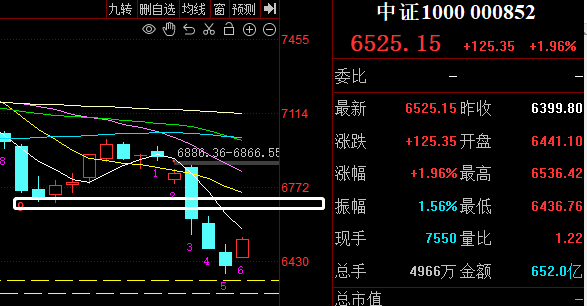 九转 删自选 均线 窗 预测
中证1000 000852
7455
7114
6772
6430
6886.36-6866.55
8
9
1
2
3
4
5
6
6525.15 +125.35 +1.96%
委比 — —
最新 6525.15 昨收 6399.80
涨跌 +125.35 开盘 6441.10
涨幅 +1.96% 最高 6536.42
振幅 1.56% 最低 6436.76
现手 7550 量比 1.22
总手 4966万 金额 652.0亿
总市值